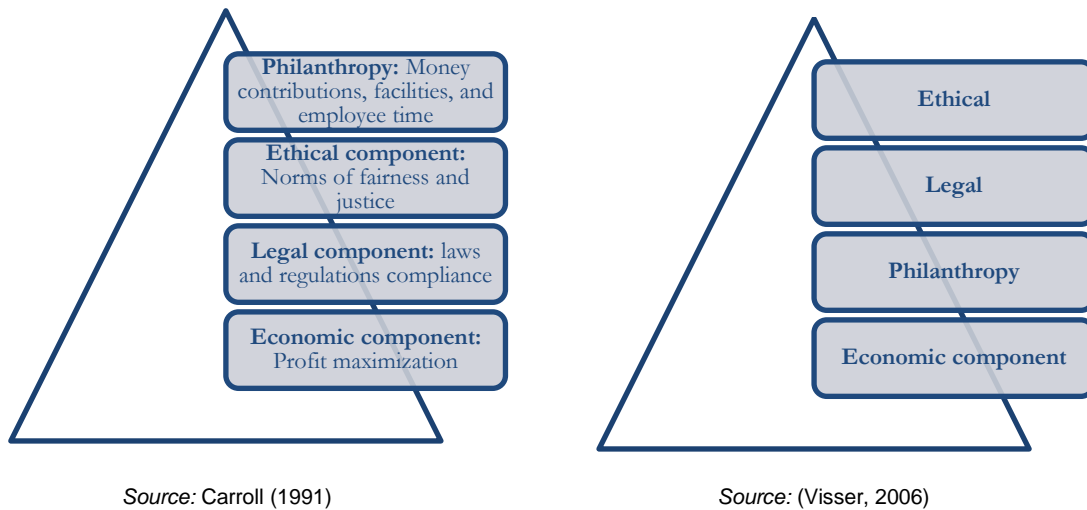 Philanthropy: Money
contributions, facilities, and
employee time
Ethical component:
Norms of fairness and
justice
Legal component: laws
and regulations compliance
Economic component:
Profit maximization
Source: Carroll (1991)
Ethical
Legal
Philanthropy
Economic component
Source: (Visser, 2006)